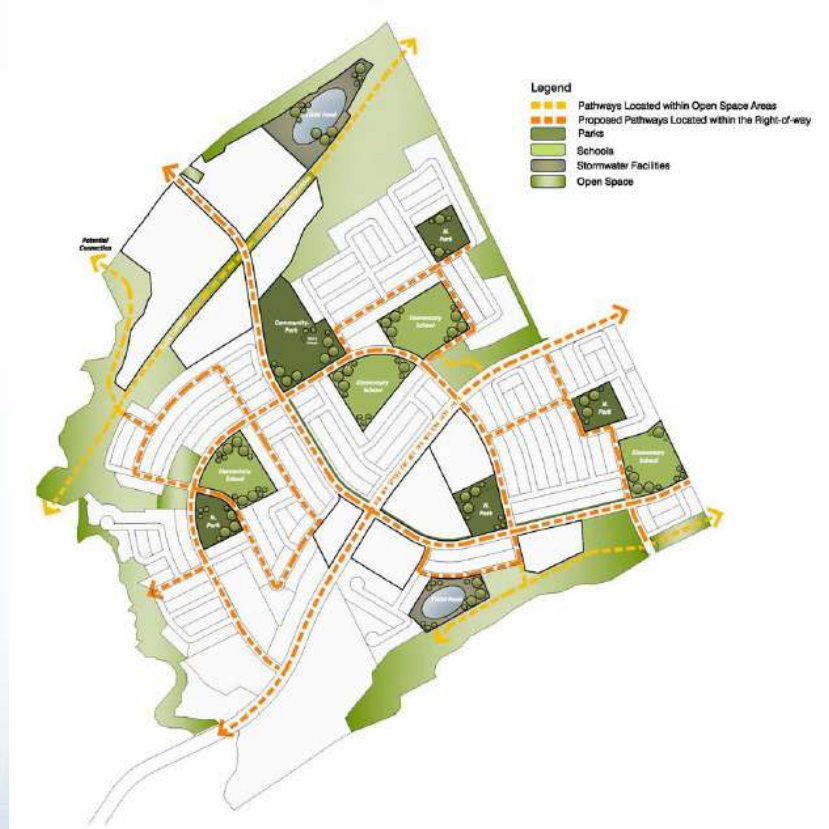 Legend
Pathways Located within Open Space Areas
Proposed Pathways Located within the Right-of-way
Parks
Schools
Stormwater Facilities
Open Space
Potential
Connection
N.
Park
Community
Park
Elementary
School
Elementary
School
N.
Park
Elementary
School
Elementary
School
N.
Park
N.
Park